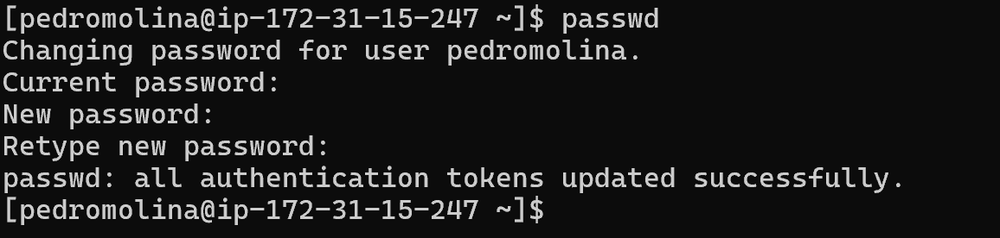 [pedromolina@ip-172-31-15-247 ~]$ passwd
Changing password for user pedromolina.
Current password:
New password:
Retype new password:
passwd: all authentication tokens updated successfully.
[pedromolina@ip-172-31-15-247 ~]$